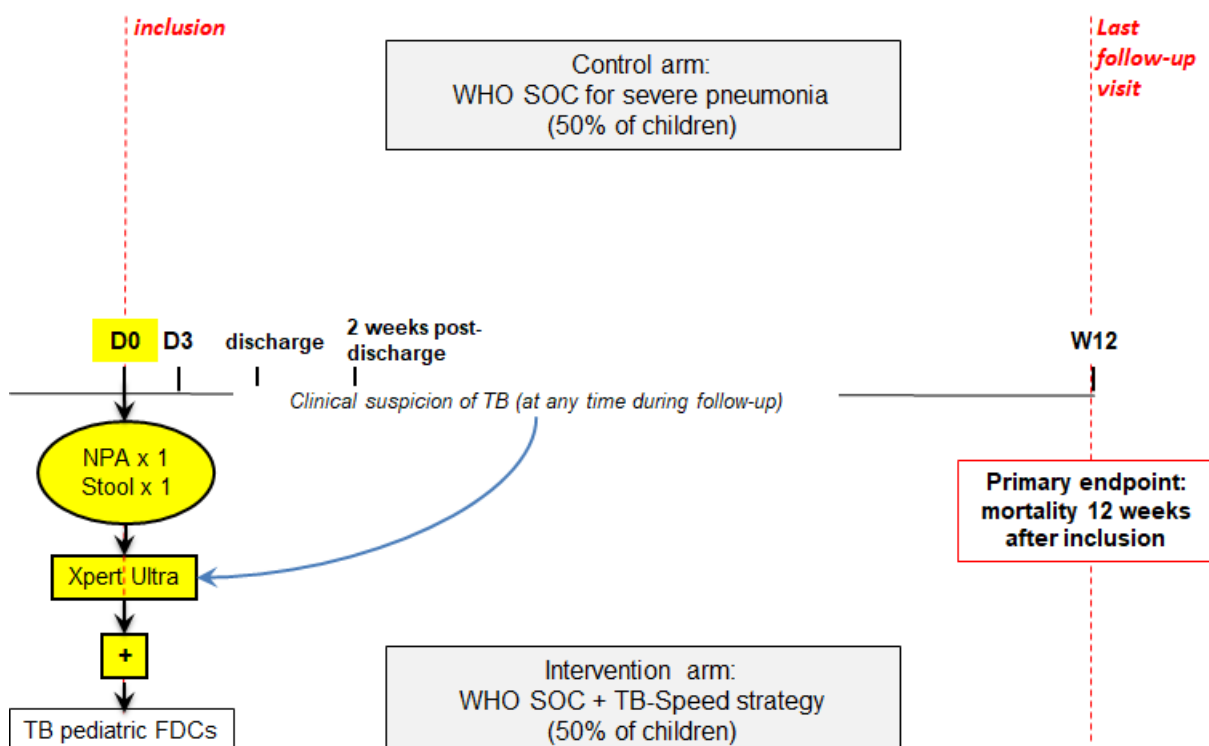 inclusion
Last
follow-up
visit
Control arm:
WHO SOC for severe pneumonia
(50% of children)
D0
D3
discharge
2 weeks post-
discharge
W12
Clinical suspicion of TB (at any time during follow-up)
NPA x 1
Stool x 1
Primary endpoint:
mortality 12 weeks
after inclusion
Xpert Ultra
+
Intervention arm:
WHO SOC + TB-Speed strategy
(50% of children)
TB pediatric FDCs